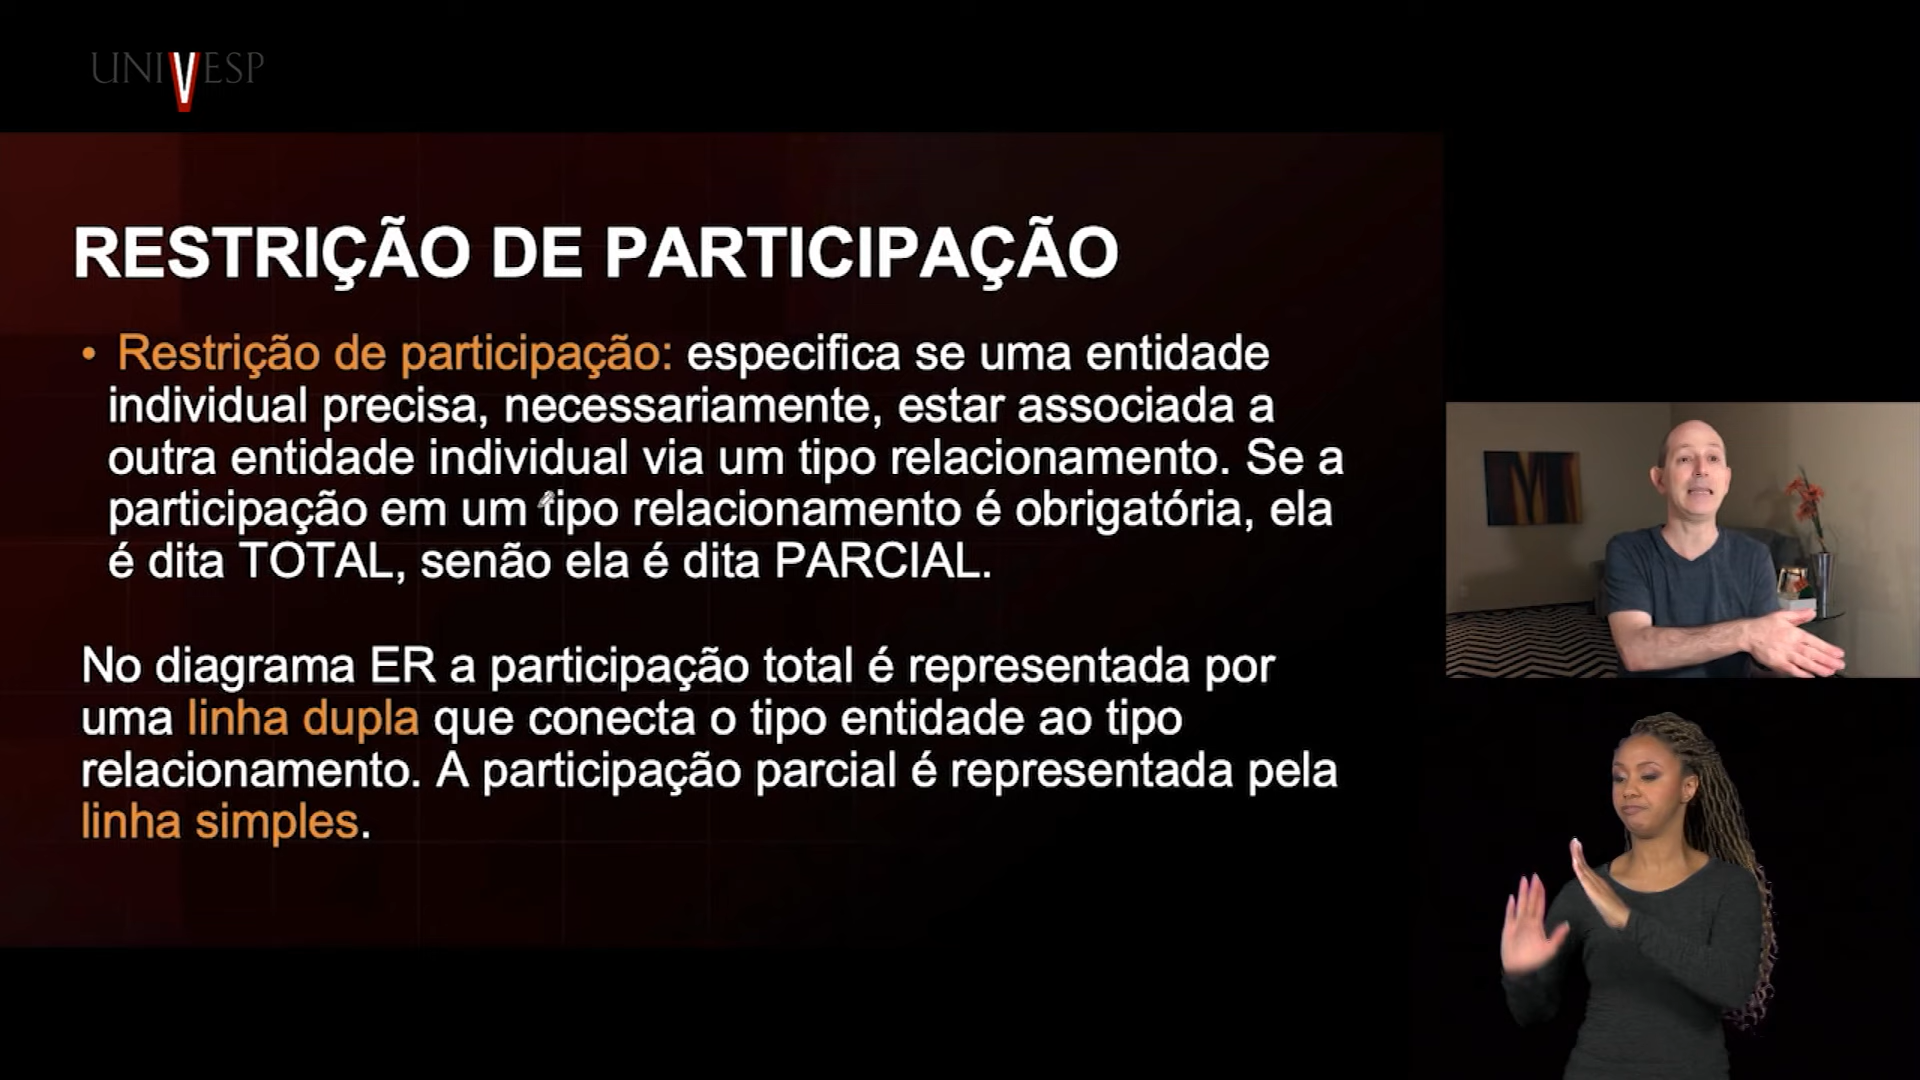 UNIVESP
RESTRIÇÃO DE PARTICIPAÇÃO
• Restrição de participação: especifica se uma entidade
individual precisa, necessariamente, estar associada a
outra entidade individual via um tipo relacionamento. Se a
participação em um tipo relacionamento é obrigatória, ela
é dita TOTAL, senão ela é dita PARCIAL.
No diagrama ER a participação total é representada por
uma linha dupla que conecta o tipo entidade ao tipo
relacionamento. A participação parcial é representada pela
linha simples.